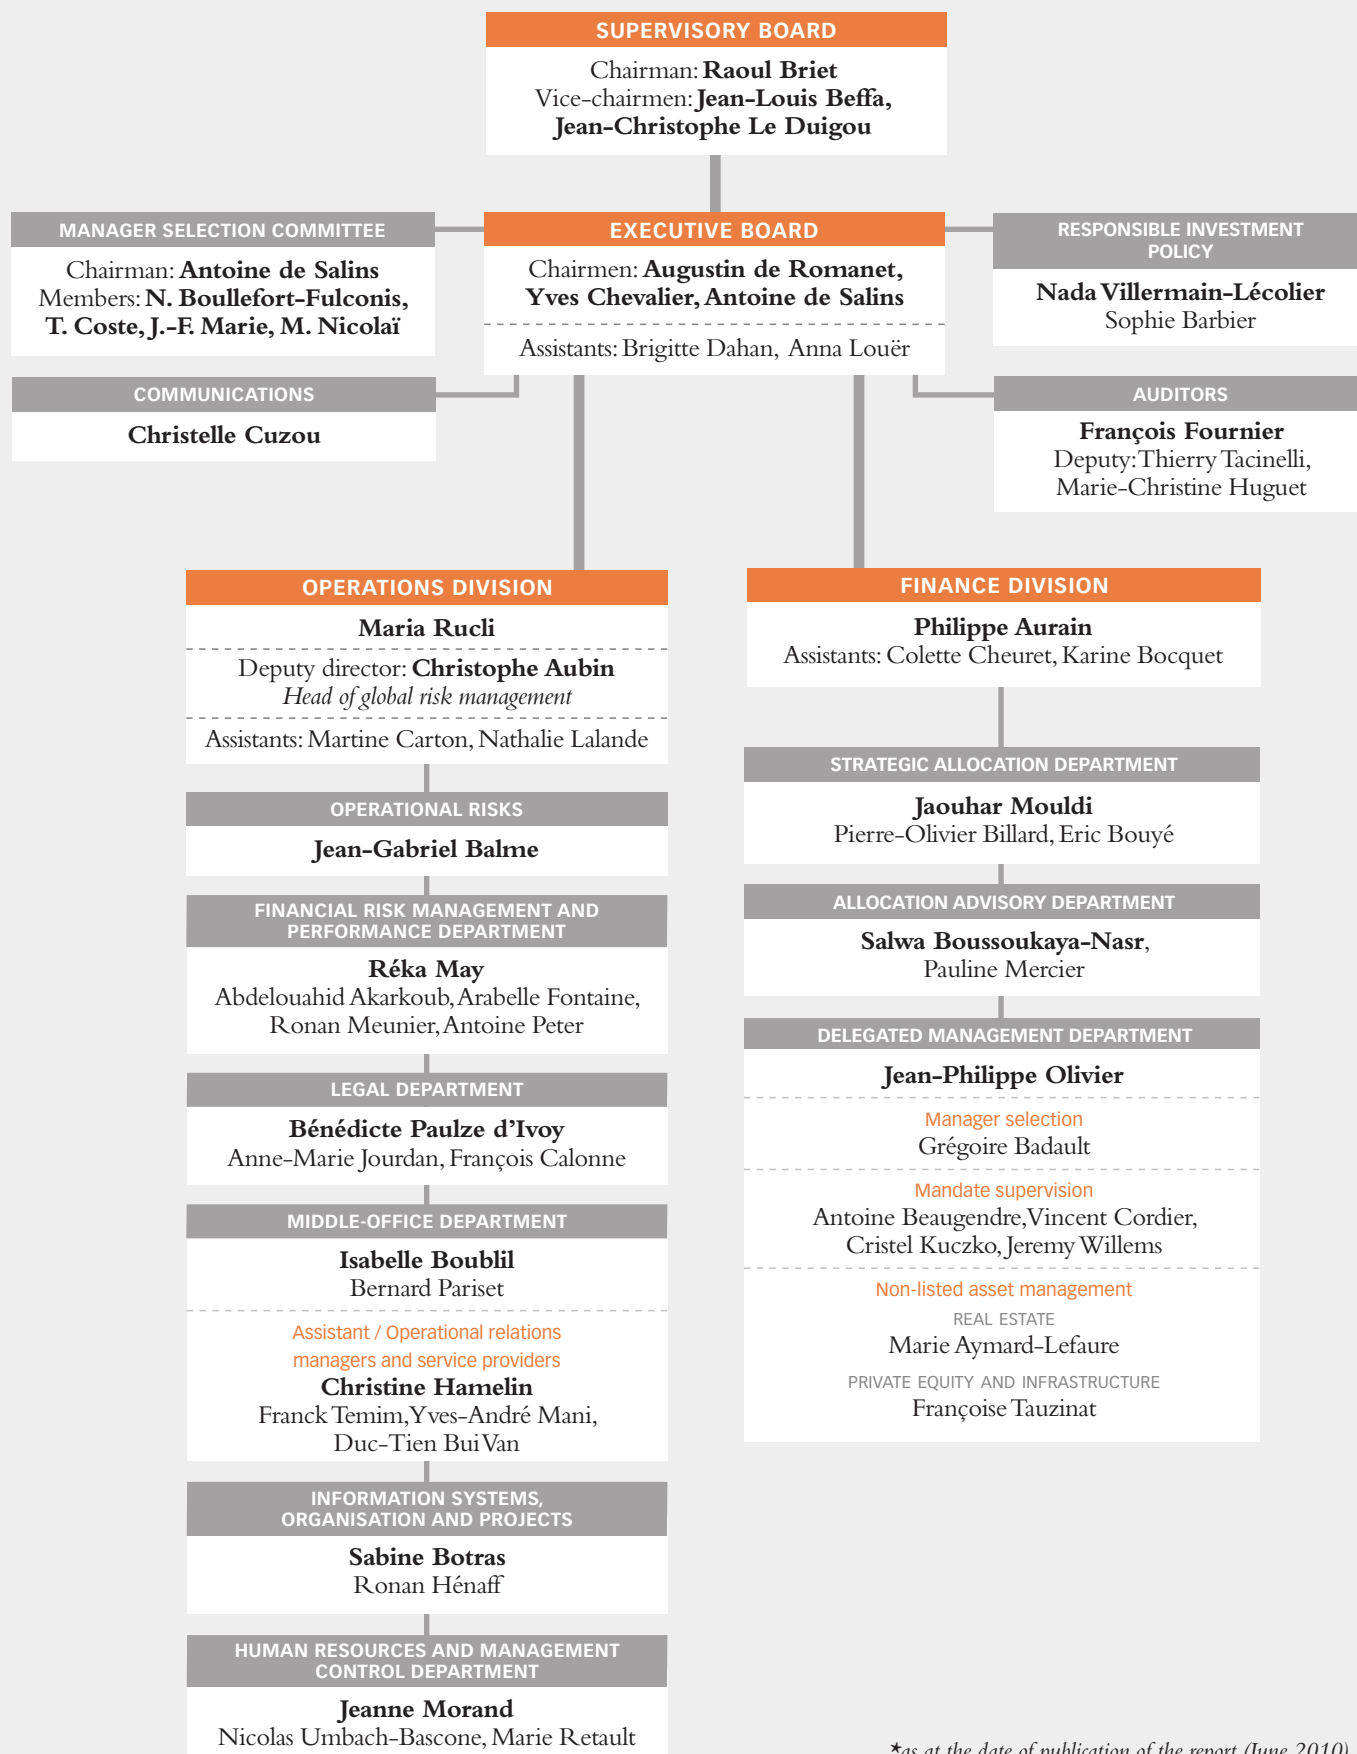 SUPERVISORY BOARD
Chairman: Raoul Briet
Vice-chairmen: Jean-Louis Beffa,
Jean-Christophe Le Duigou
MANAGER SELECTION COMMITTEE
Chairman: Antoine de Salins
Members: N. Boullefort-Fulconis,
T. Coste, J.-F. Marie, M. Nicolaï
EXECUTIVE BOARD
Chairmen: Augustin de Romanet,
Yves Chevalier, Antoine de Salins
Assistants: Brigitte Dahan, Anna Louër
RESPONSIBLE INVESTMENT
POLICY
Nada Villermain-Lécolier
Sophie Barbier
COMMUNICATIONS
Christelle Cuzou
AUDITORS
François Fournier
Deputy: Thierry Tacinelli,
Marie-Christine Huguet
OPERATIONS DIVISION
Maria Rucli
Deputy director: Christophe Aubin
Head of global risk management
Assistants: Martine Carton, Nathalie Lalande
OPERATIONAL RISKS
Jean-Gabriel Balme
FINANCIAL RISK MANAGEMENT AND
PERFORMANCE DEPARTMENT
Réka May
Abdelouahid Akarkoub, Arabelle Fontaine,
Ronan Meunier, Antoine Peter
LEGAL DEPARTMENT
Bénédicte Paulze d'Ivoy
Anne-Marie Jourdan, François Calonne
MIDDLE-OFFICE DEPARTMENT
Isabelle Boublil
Bernard Pariset
Assistant / Operational relations
managers and service providers
Christine Hamelin
Franck Temim, Yves-André Mani,
Duc-Tien Bui Van
INFORMATION SYSTEMS,
ORGANISATION AND PROJECTS
Sabine Botras
Ronan Hénaff
HUMAN RESOURCES AND MANAGEMENT
CONTROL DEPARTMENT
Jeanne Morand
Nicolas Umbach-Bascone, Marie Retault
FINANCE DIVISION
Philippe Aurain
Assistants: Colette Cheuret, Karine Bocquet
STRATEGIC ALLOCATION DEPARTMENT
Jaouhar Mouldi
Pierre-Olivier Billard, Eric Bouyé
ALLOCATION ADVISORY DEPARTMENT
Salwa Boussoukaya-Nasr,
Pauline Mercier
DELEGATED MANAGEMENT DEPARTMENT
Jean-Philippe Olivier
Manager selection
Grégoire Badault
Mandate supervision
Antoine Beaugendre, Vincent Cordier,
Cristel Kuczko, Jeremy Willems
Non-listed asset management
REAL ESTATE
Marie Aymard-Lefaure
PRIVATE EQUITY AND INFRASTRUCTURE
Françoise Tauzinat
*as at the date of publication of the report (June 2010)